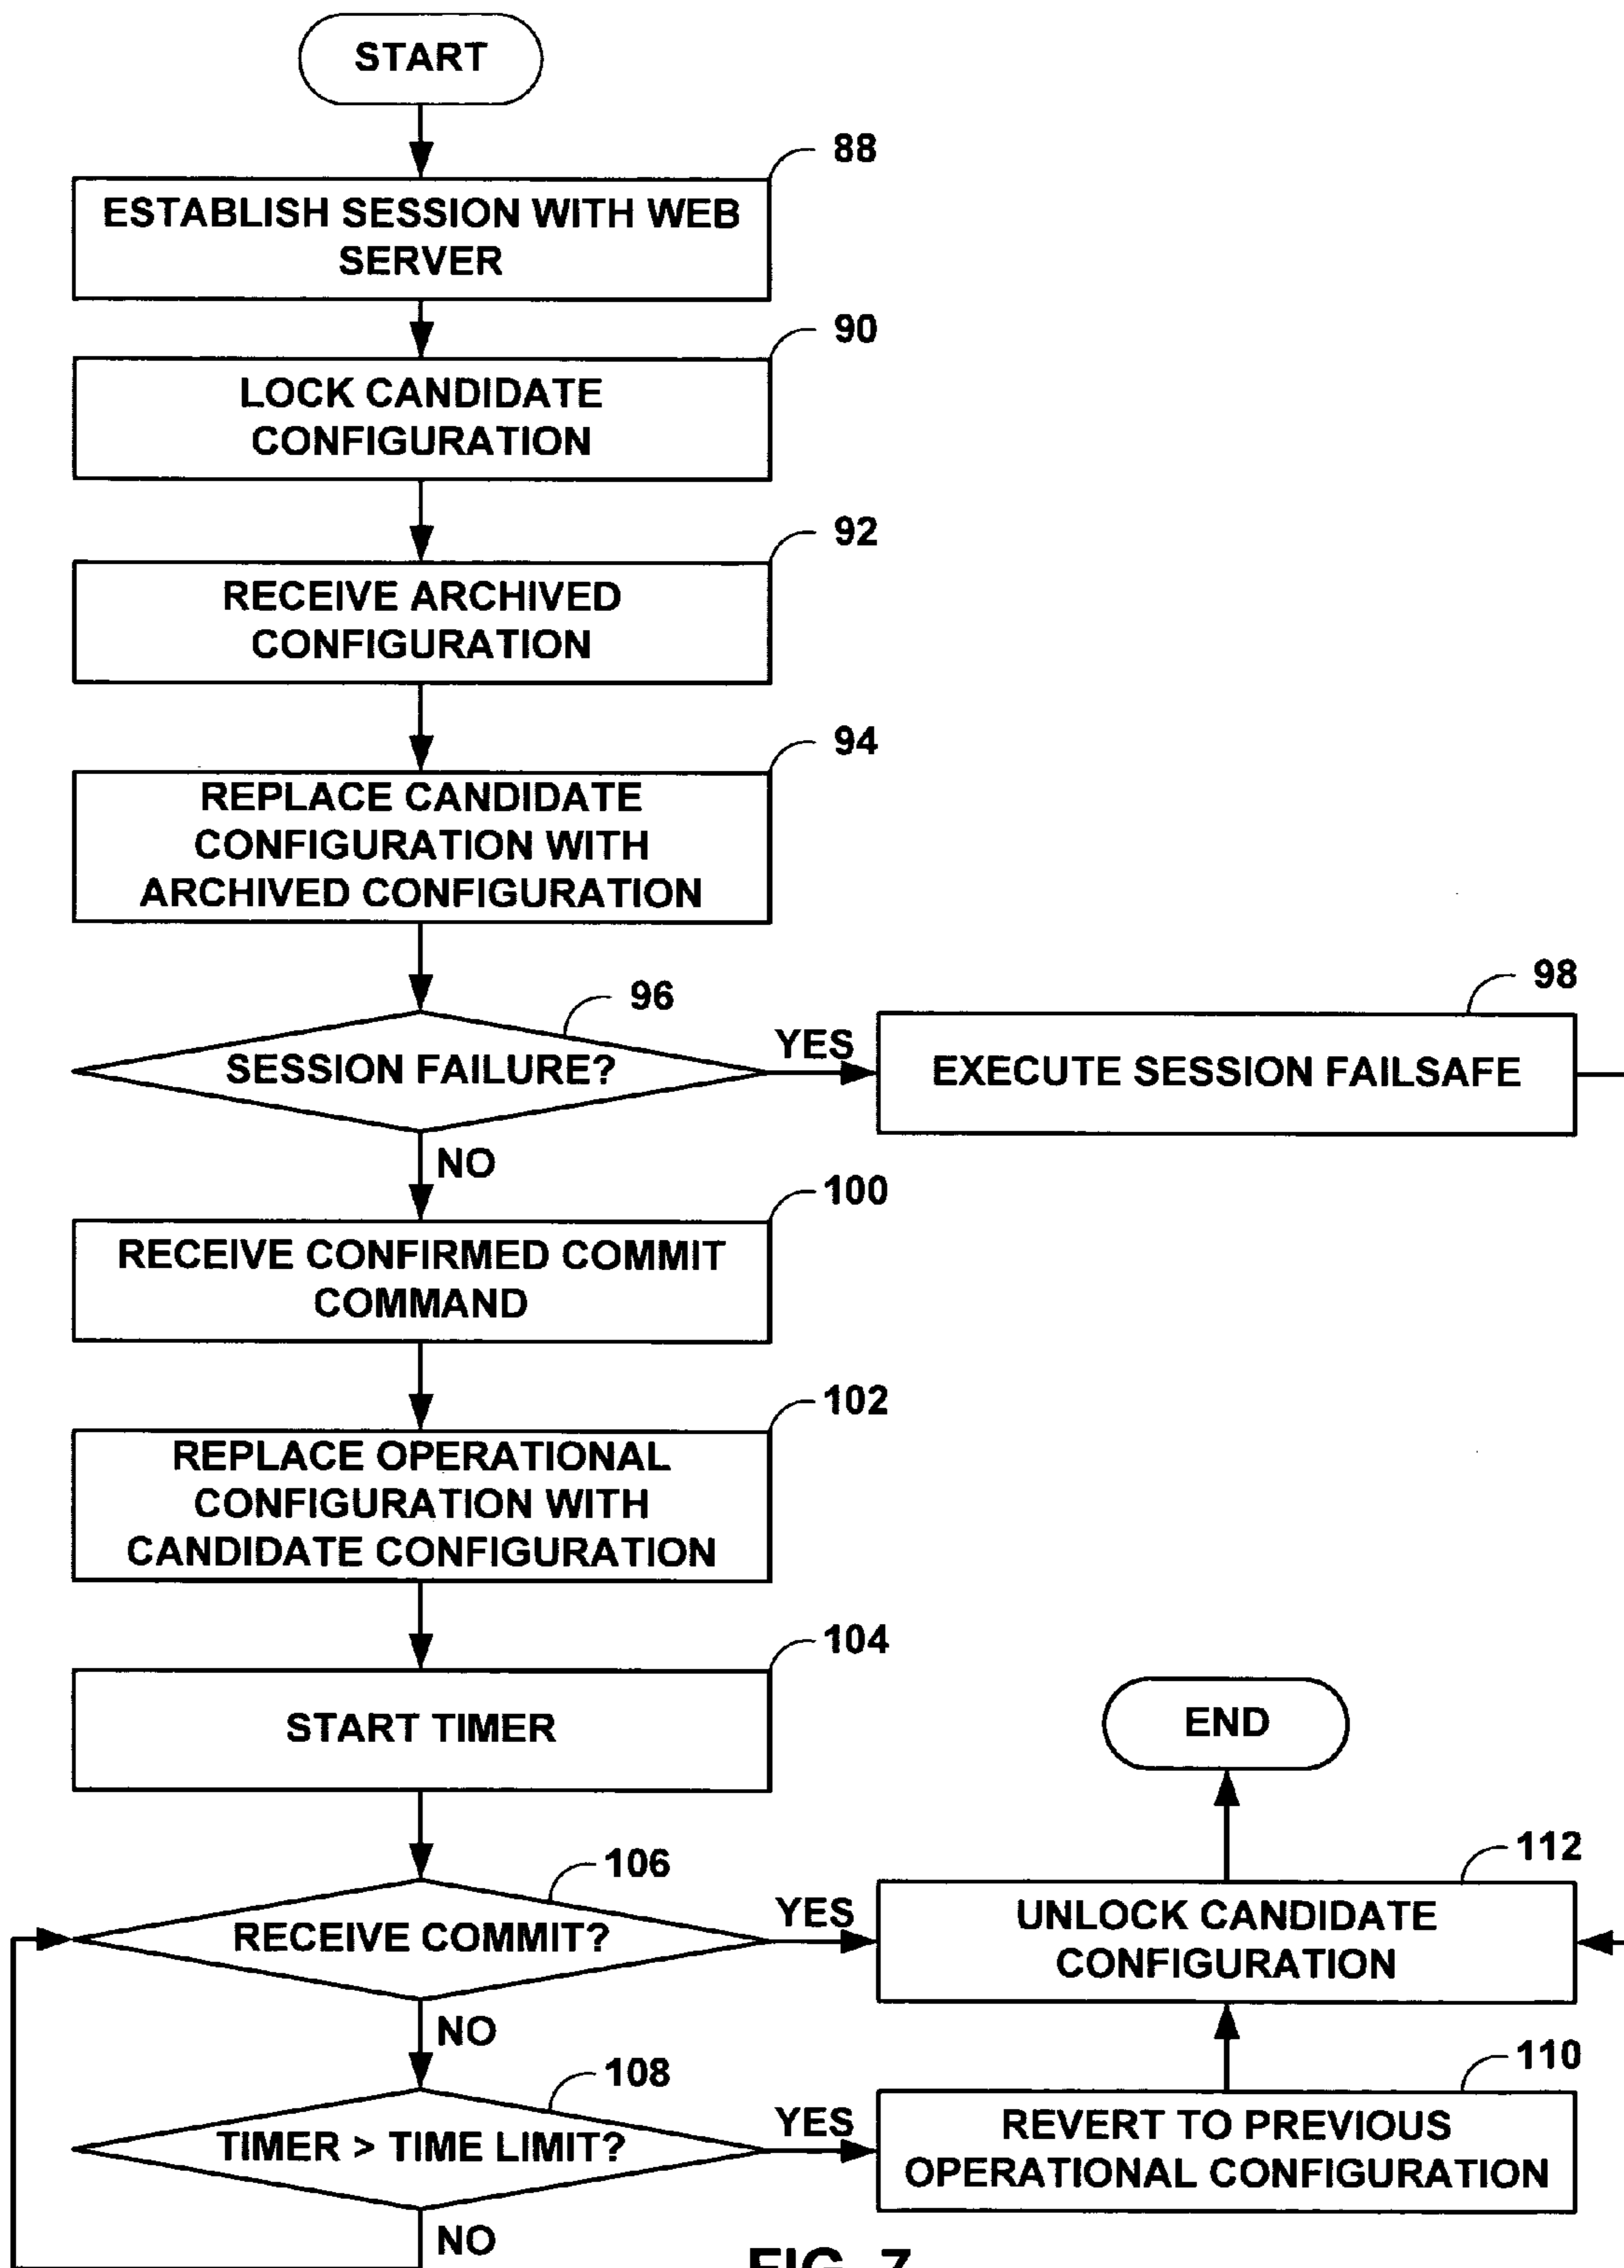 START
88
ESTABLISH SESSION WITH WEB
SERVER
90
LOCK CANDIDATE
CONFIGURATION
92
RECEIVE ARCHIVED
CONFIGURATION
94
REPLACE CANDIDATE
CONFIGURATION WITH
ARCHIVED CONFIGURATION
96
SESSION FAILURE?
YES
98
EXECUTE SESSION FAILSAFE
NO
100
RECEIVE CONFIRMED COMMIT
COMMAND
102
REPLACE OPERATIONAL
CONFIGURATION WITH
CANDIDATE CONFIGURATION
104
START TIMER
END
106
RECEIVE COMMIT?
YES
112
UNLOCK CANDIDATE
CONFIGURATION
NO
108
TIMER > TIME LIMIT?
YES
110
REVERT TO PREVIOUS
OPERATIONAL CONFIGURATION
NO
FIG. 7